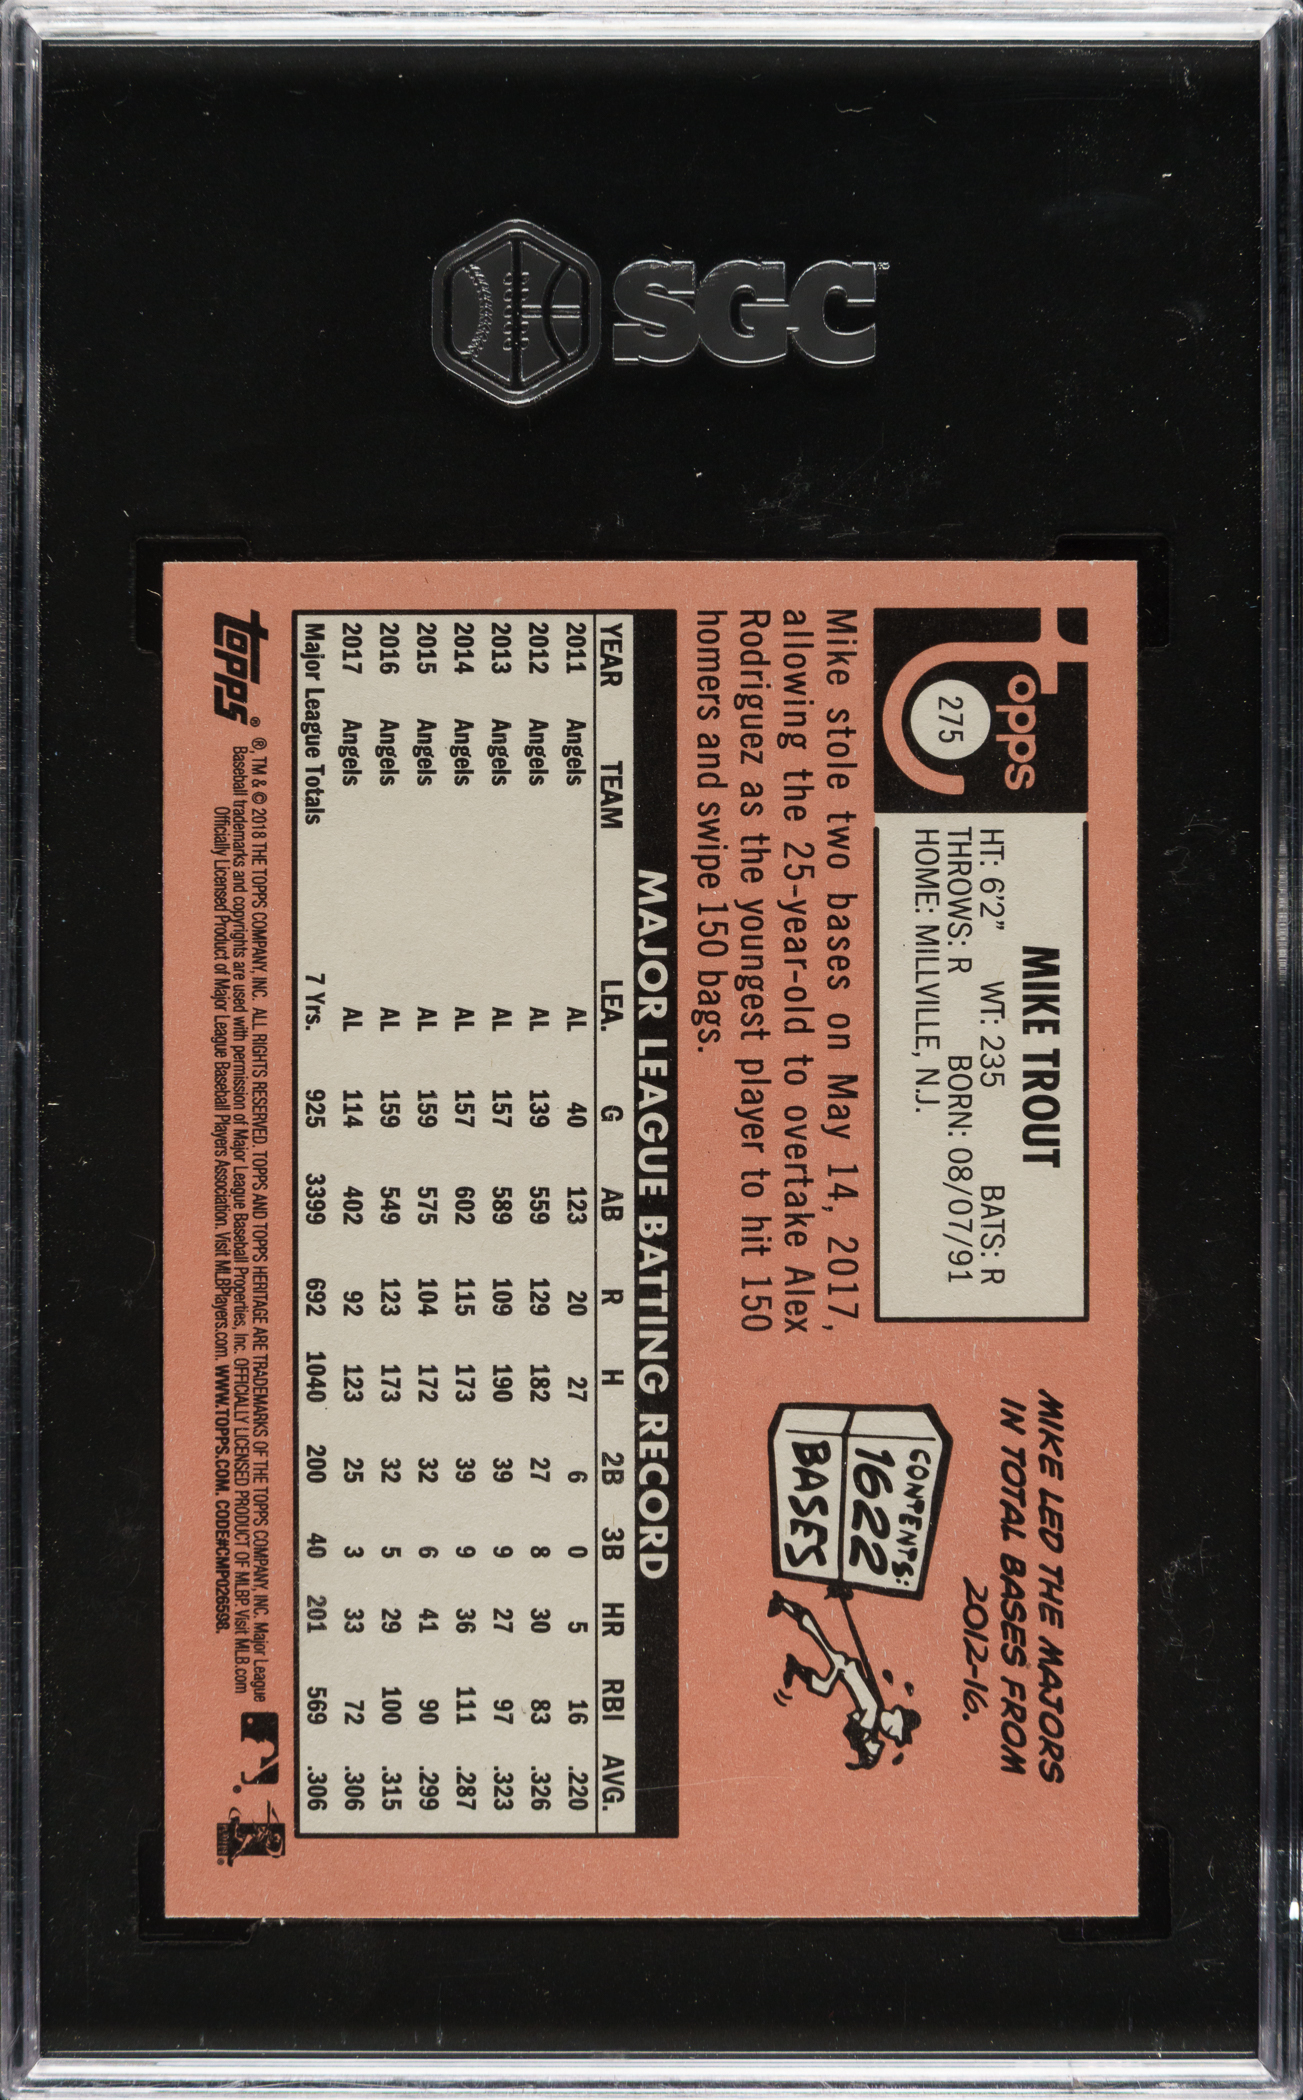 SGC
Topps
275
MIKE TROUT
HT: 6'2" WT: 235 BATS: R
THROWS: R BORN: 08/07/91
HOME: MILLVILLE, N.J.
Mike stole two bases on May 14, 2017,
allowing the 25-year-old to overtake Alex
Rodriguez as the youngest player to hit 150
homers and swipe 150 bags.
MIKE LED THE MAJORS
IN TOTAL BASES FROM
2012-16.
CONTENTS:
1622
BASES
MAJOR LEAGUE BATTING RECORD
YEAR TEAM LEA. G AB R H 2B 3B HR RBI AVG.
2011 Angels AL 40 123 20 27 6 0 5 16 .220
2012 Angels AL 139 559 129 182 27 8 30 83 .326
2013 Angels AL 157 589 109 190 39 9 27 97 .323
2014 Angels AL 157 602 115 173 39 9 36 111 .287
2015 Angels AL 159 575 104 172 32 6 41 90 .299
2016 Angels AL 159 549 123 173 32 5 29 100 .315
2017 Angels AL 114 402 92 123 25 3 33 72 .306
Major League Totals 7 Yrs. 925 3399 692 1040 200 40 201 569 .306
Topps®
®, TM & © 2018 THE TOPPS COMPANY, INC. ALL RIGHTS RESERVED. TOPPS AND TOPPS HERITAGE ARE TRADEMARKS OF THE TOPPS COMPANY, INC. Major League
Baseball trademarks and copyrights are used with permission of Major League Baseball Properties, Inc. OFFICIALLY LICENSED PRODUCT OF MLBP. Visit MLB.com
Officially Licensed Product of Major League Baseball Players Association. Visit MLBPlayers.com. WWW.TOPPS.COM. CODE#CMP026598.